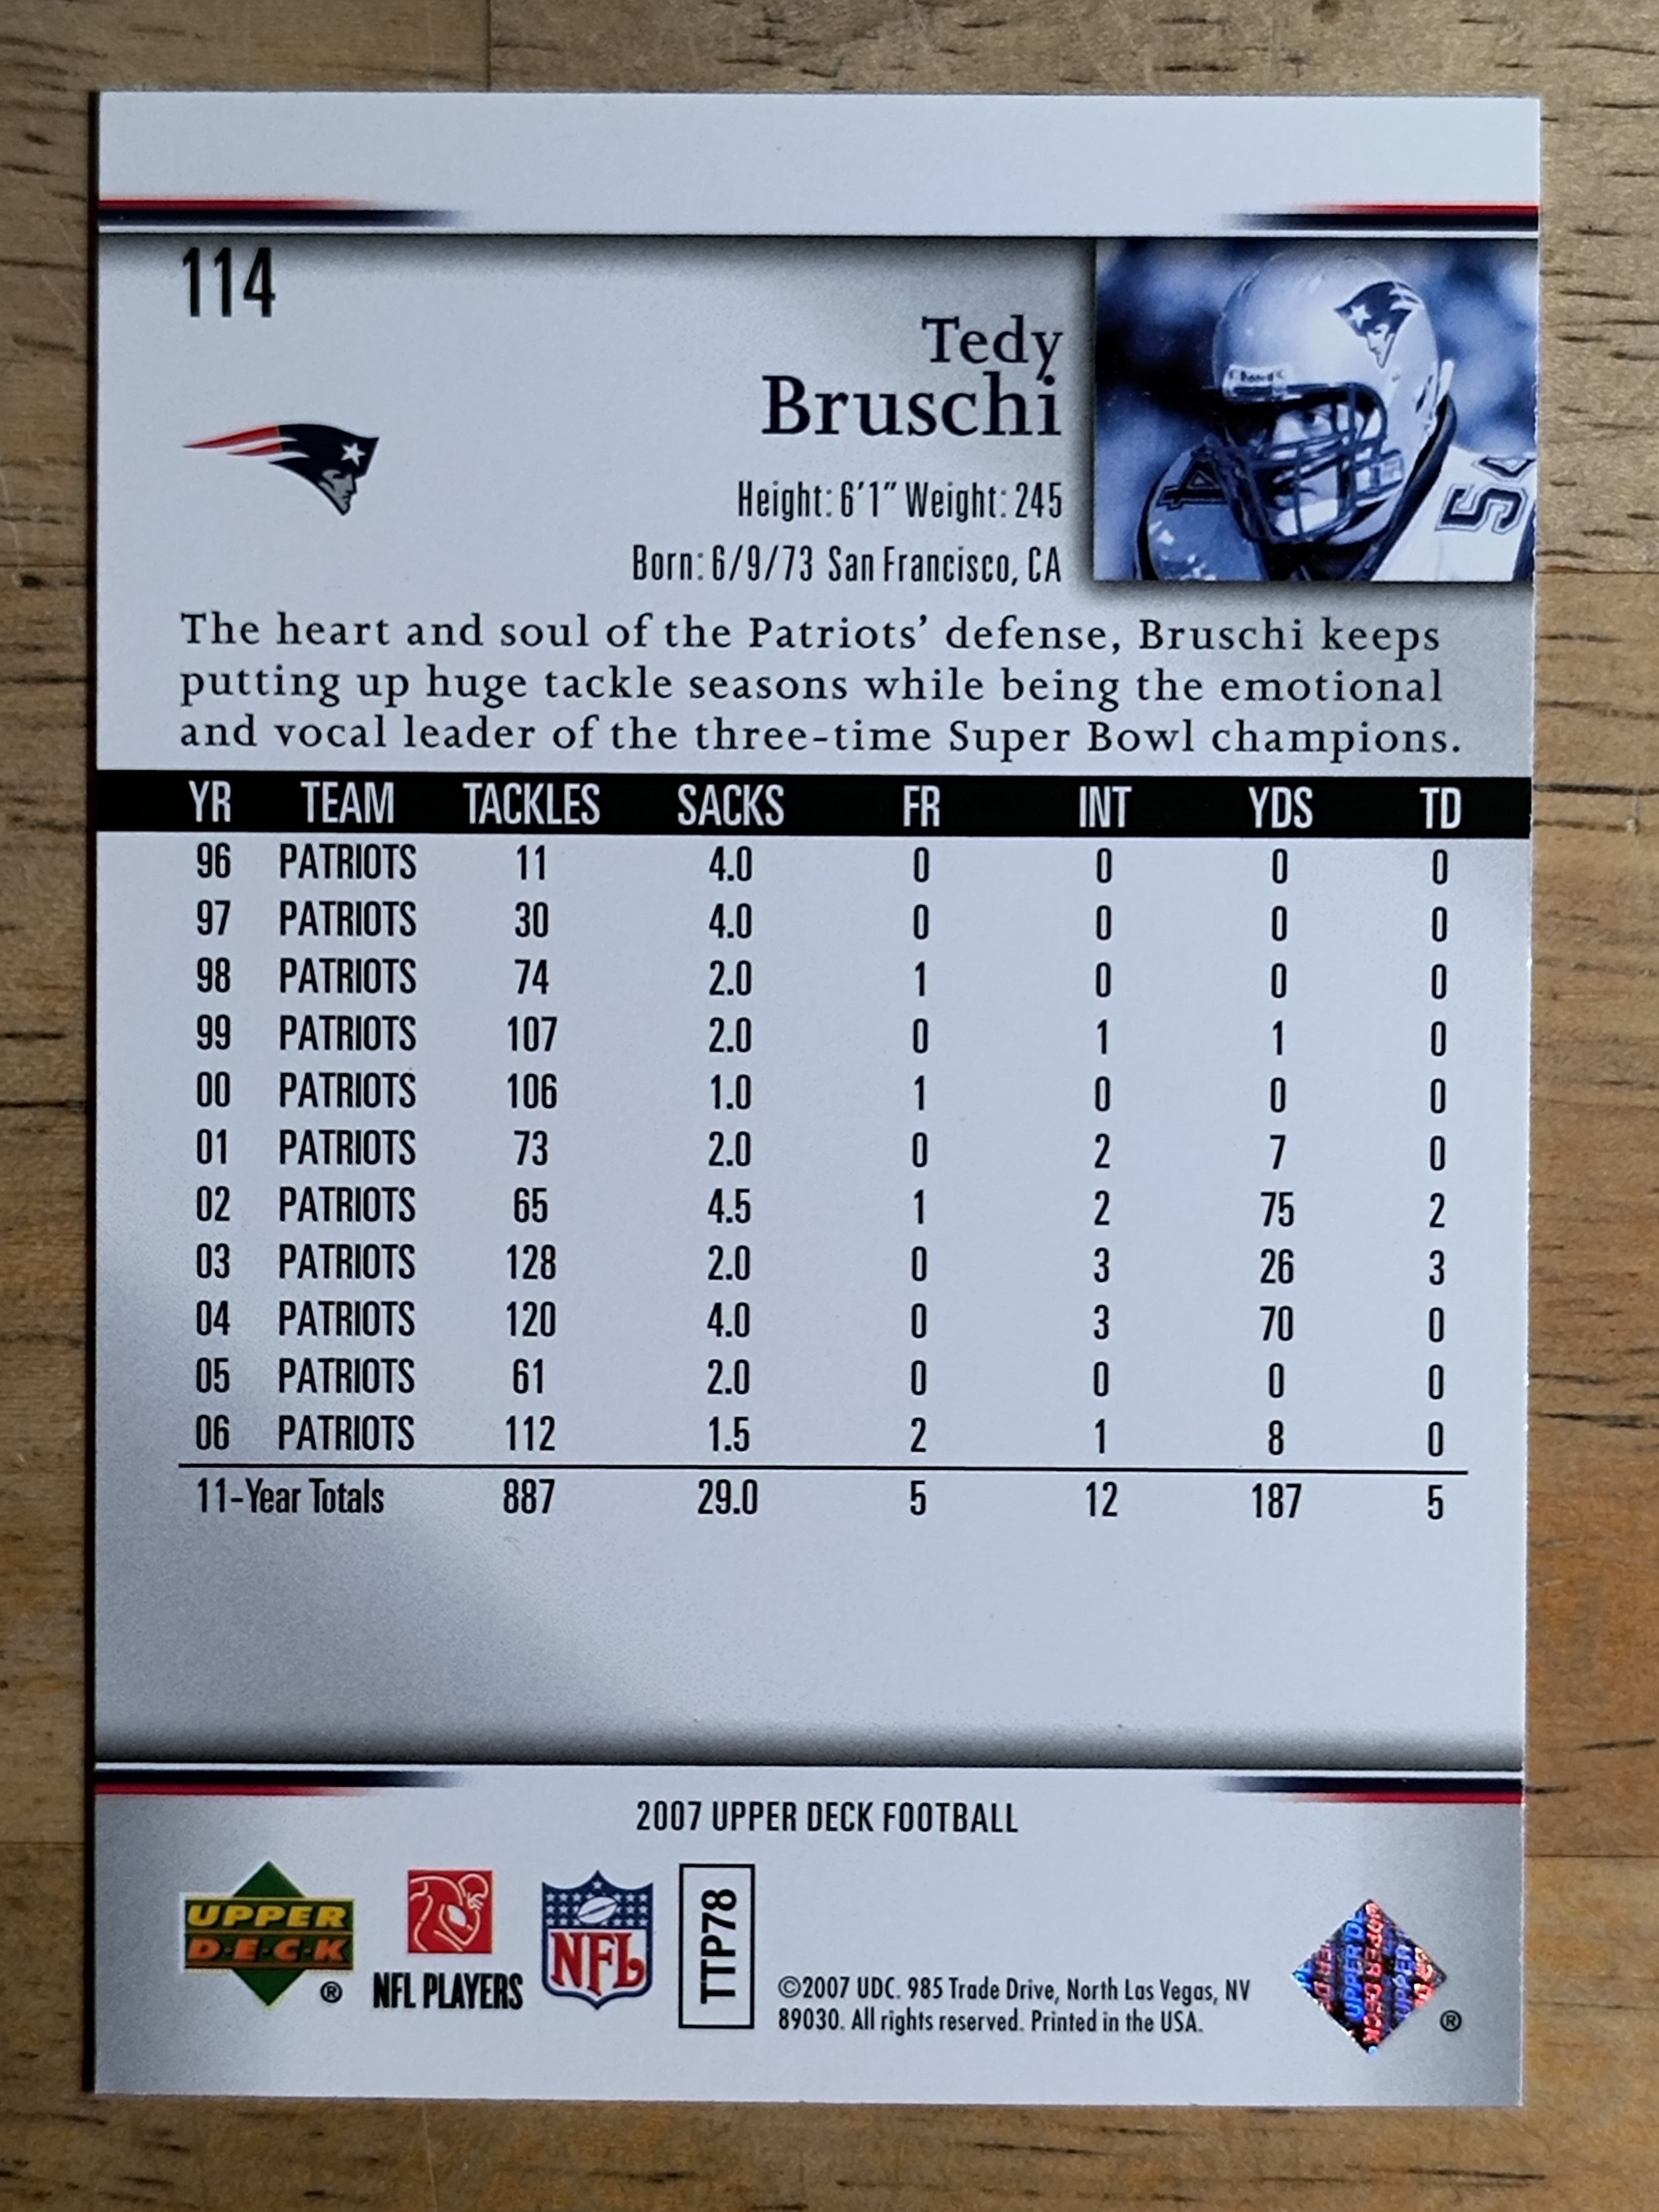 114
Tedy
Bruschi
Height: 6'1" Weight: 245
Born: 6/9/73 San Francisco, CA
Riddell
54
The heart and soul of the Patriots' defense, Bruschi keeps
putting up huge tackle seasons while being the emotional
and vocal leader of the three-time Super Bowl champions.
YR TEAM TACKLES SACKS FR INT YDS TD
96 PATRIOTS 11 4.0 0 0 0 0
97 PATRIOTS 30 4.0 0 0 0 0
98 PATRIOTS 74 2.0 1 0 0 0
99 PATRIOTS 107 2.0 0 1 1 0
00 PATRIOTS 106 1.0 1 0 0 0
01 PATRIOTS 73 2.0 0 2 7 0
02 PATRIOTS 65 4.5 1 2 75 2
03 PATRIOTS 128 2.0 0 3 26 3
04 PATRIOTS 120 4.0 0 3 70 0
05 PATRIOTS 61 2.0 0 0 0 0
06 PATRIOTS 112 1.5 2 1 8 0
11-Year Totals 887 29.0 5 12 187 5
2007 UPPER DECK FOOTBALL
UPPER
D·E·C·K
®
NFL PLAYERS
NFL
TTP78
©2007 UDC. 985 Trade Drive, North Las Vegas, NV
89030. All rights reserved. Printed in the USA.
UPPER DECK
®